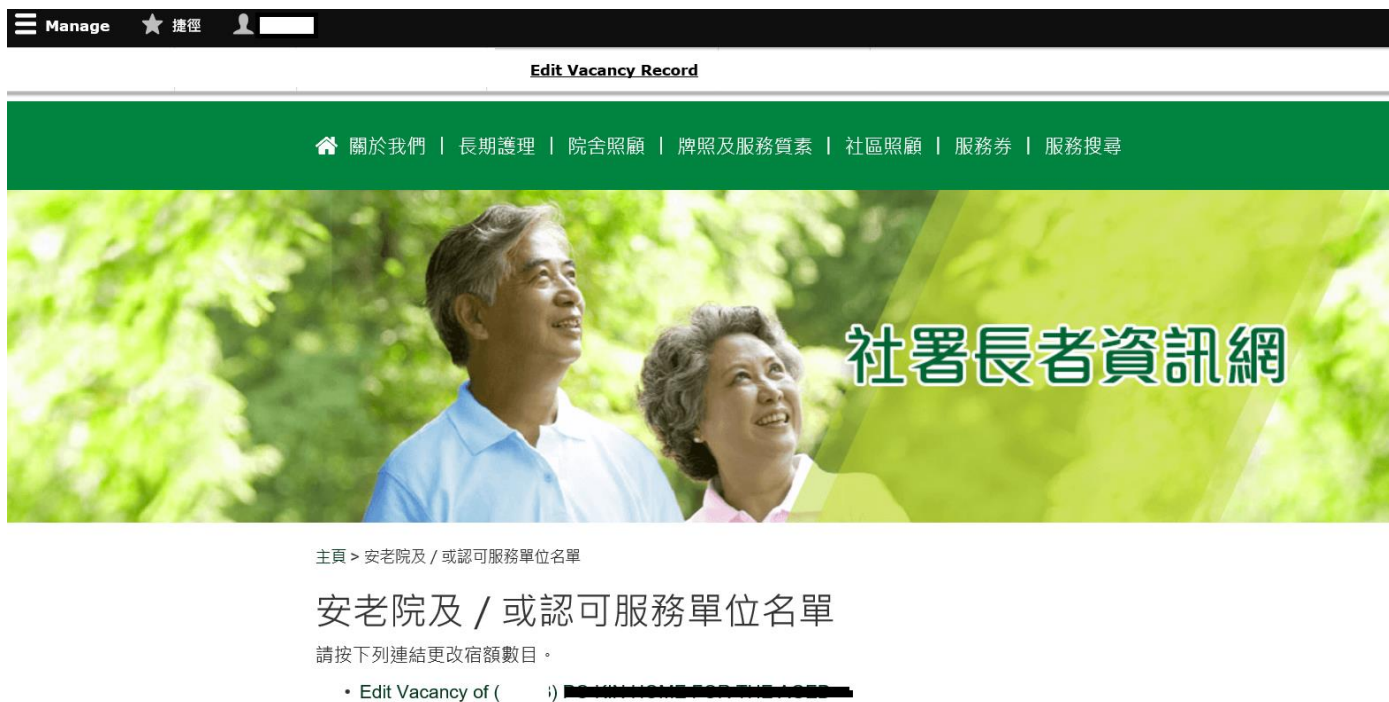 Manage 捷徑
Edit Vacancy Record
關於我們 | 長期護理 | 院舍照顧 | 牌照及服務質素 | 社區照顧 | 服務券 | 服務搜尋
社署長者資訊網
主頁 > 安老院及 / 或認可服務單位名單
安老院及 / 或認可服務單位名單
請按下列連結更改宿額數目。
• Edit Vacancy of ( )